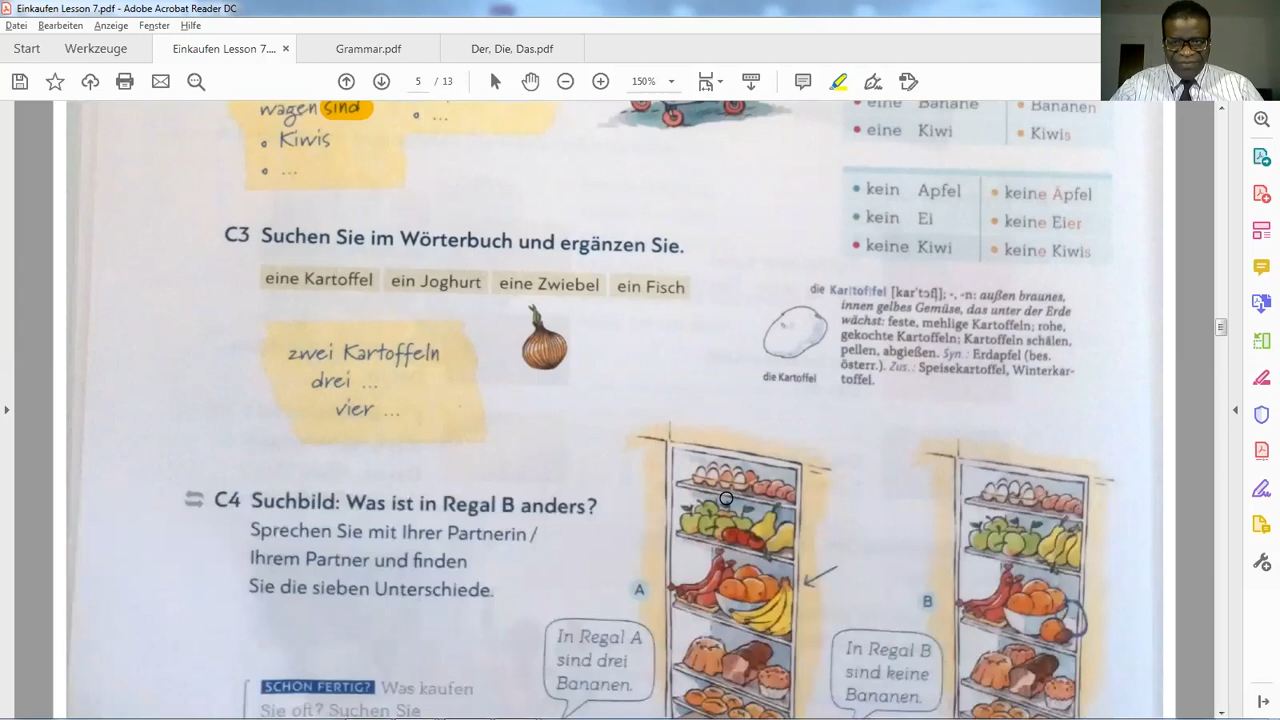 Einkaufen Lesson 7.pdf - Adobe Acrobat Reader DC
Datei Bearbeiten Anzeige Fenster Hilfe
Start Werkzeuge Einkaufen Lesson 7.... × Grammar.pdf Der, Die, Das.pdf
5 / 13 150%
wagen sind
• Kiwis
• ...
• ...
• eine Banane • Bananen
• eine Kiwi • Kiwis
• kein Apfel • keine Äpfel
• kein Ei • keine Eier
• keine Kiwi • keine Kiwis
C3 Suchen Sie im Wörterbuch und ergänzen Sie.
eine Kartoffel ein Joghurt eine Zwiebel ein Fisch
zwei Kartoffeln
drei ...
vier ...
die Kartoffel
die Kar|tof|fel [kar'tɔfl̩]; -, -n: außen braunes,
innen gelbes Gemüse, das unter der Erde
wächst: feste, mehlige Kartoffeln; rohe,
gekochte Kartoffeln; Kartoffeln schälen,
pellen, abgießen. Syn.: Erdapfel (bes.
österr.). Zus.: Speisekartoffel, Winterkar-
toffel.
C4 Suchbild: Was ist in Regal B anders?
Sprechen Sie mit Ihrer Partnerin /
Ihrem Partner und finden
Sie die sieben Unterschiede.
A
In Regal A
sind drei
Bananen.
B
In Regal B
sind keine
Bananen.
SCHON FERTIG? Was kaufen
Sie oft? Suchen Sie